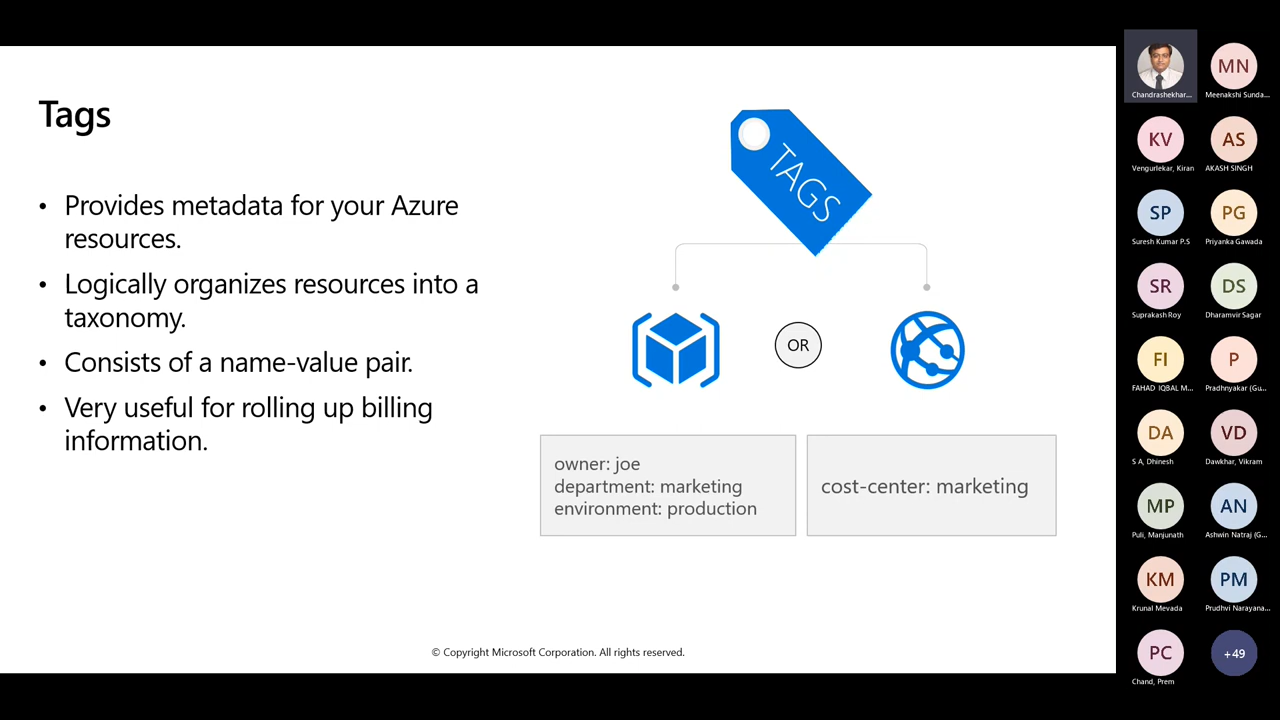 Tags
• Provides metadata for your Azure
resources.
• Logically organizes resources into a
taxonomy.
• Consists of a name-value pair.
• Very useful for rolling up billing
information.
TAGS
OR
owner: joe
department: marketing
environment: production
cost-center: marketing
© Copyright Microsoft Corporation. All rights reserved.
Chandrashekhar...
MN
Meenakshi Sunda...
KV
Vengurlekar, Kiran
AS
AKASH SINGH
SP
Suresh Kumar P.S
PG
Priyanka Gawada
SR
Suprakash Roy
DS
Dharamvir Sagar
FI
FAHAD IQBAL M...
P
Pradhnyakar (Gu...
DA
S A, Dhinesh
VD
Dawkhar, Vikram
MP
Puli, Manjunath
AN
Ashwin Natraj (G...
KM
Krunal Mevada
PM
Prudhvi Narayana...
PC
Chand, Prem
+49